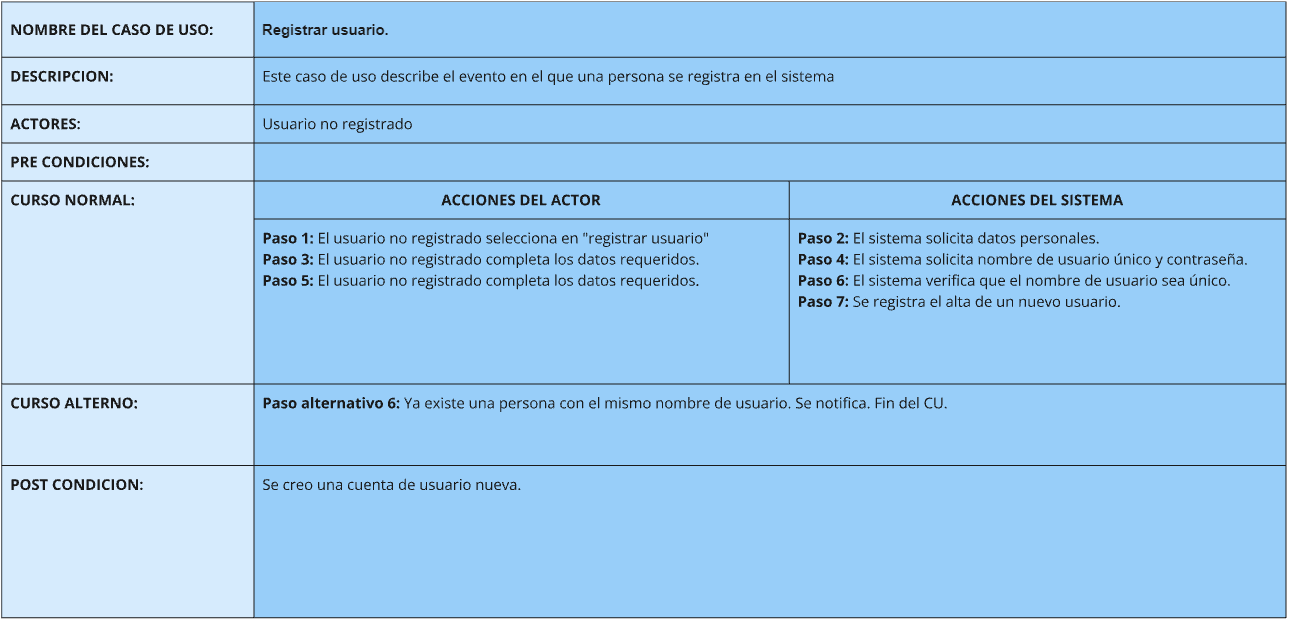 NOMBRE DEL CASO DE USO:
Registrar usuario.
DESCRIPCION:
Este caso de uso describe el evento en el que una persona se registra en el sistema
ACTORES:
Usuario no registrado
PRE CONDICIONES:
CURSO NORMAL:
ACCIONES DEL ACTOR
ACCIONES DEL SISTEMA
Paso 1: El usuario no registrado selecciona en "registrar usuario"
Paso 3: El usuario no registrado completa los datos requeridos.
Paso 5: El usuario no registrado completa los datos requeridos.
Paso 2: El sistema solicita datos personales.
Paso 4: El sistema solicita nombre de usuario único y contraseña.
Paso 6: El sistema verifica que el nombre de usuario sea único.
Paso 7: Se registra el alta de un nuevo usuario.
CURSO ALTERNO:
Paso alternativo 6: Ya existe una persona con el mismo nombre de usuario. Se notifica. Fin del CU.
POST CONDICION:
Se creo una cuenta de usuario nueva.